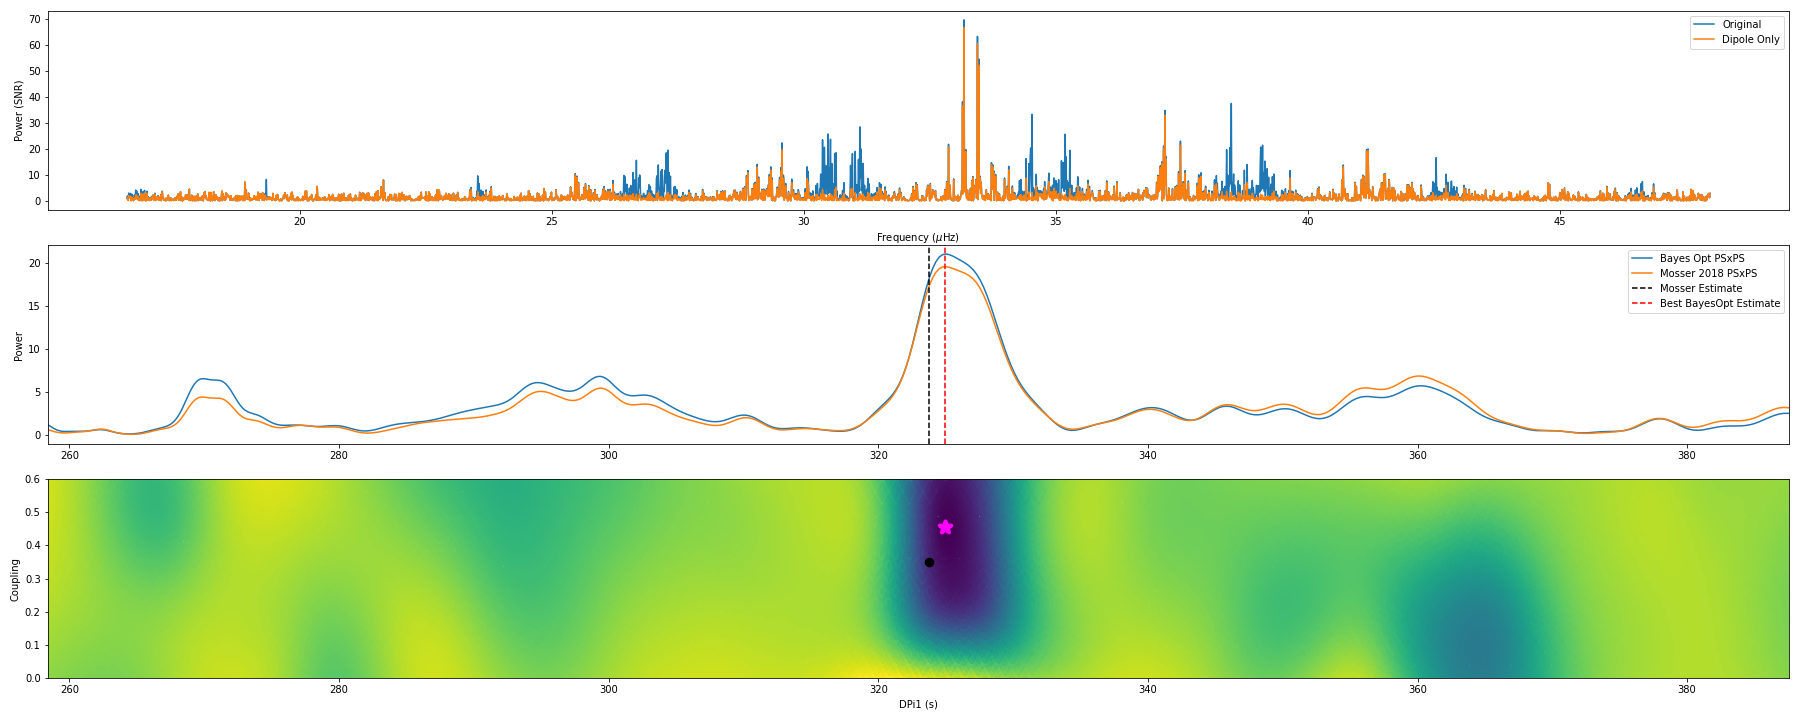 70
60
50
40
30
20
10
0
Power (SNR)
Original
Dipole Only
20 25 30 35 40 45
Frequency (μHz)
20
15
10
5
0
Power
Bayes Opt PSxPS
Mosser 2018 PSxPS
Mosser Estimate
Best BayesOpt Estimate
260 280 300 320 340 360 380
0.6
0.5
0.4
0.3
0.2
0.1
0.0
Coupling
260 280 300 320 340 360 380
DPi1 (s)